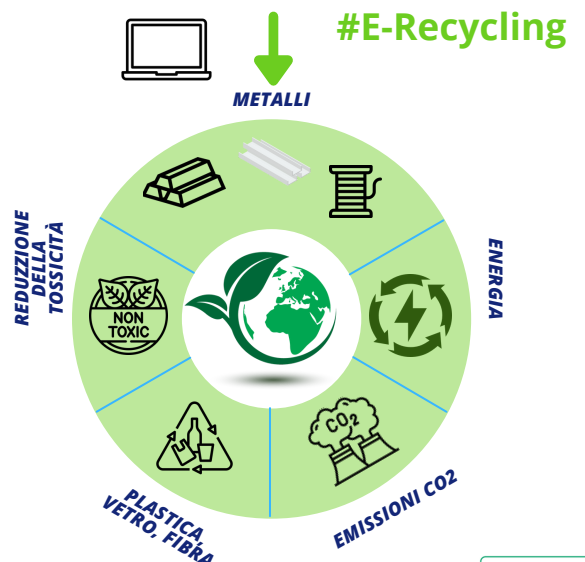 #E-Recycling
METALLI
REDUZZIONE
DELLA
TOSSICITÀ
ENERGIA
NON
TOXIC
CO2
PLASTICA,
VETRO, FIBRA
EMISSIONI CO2